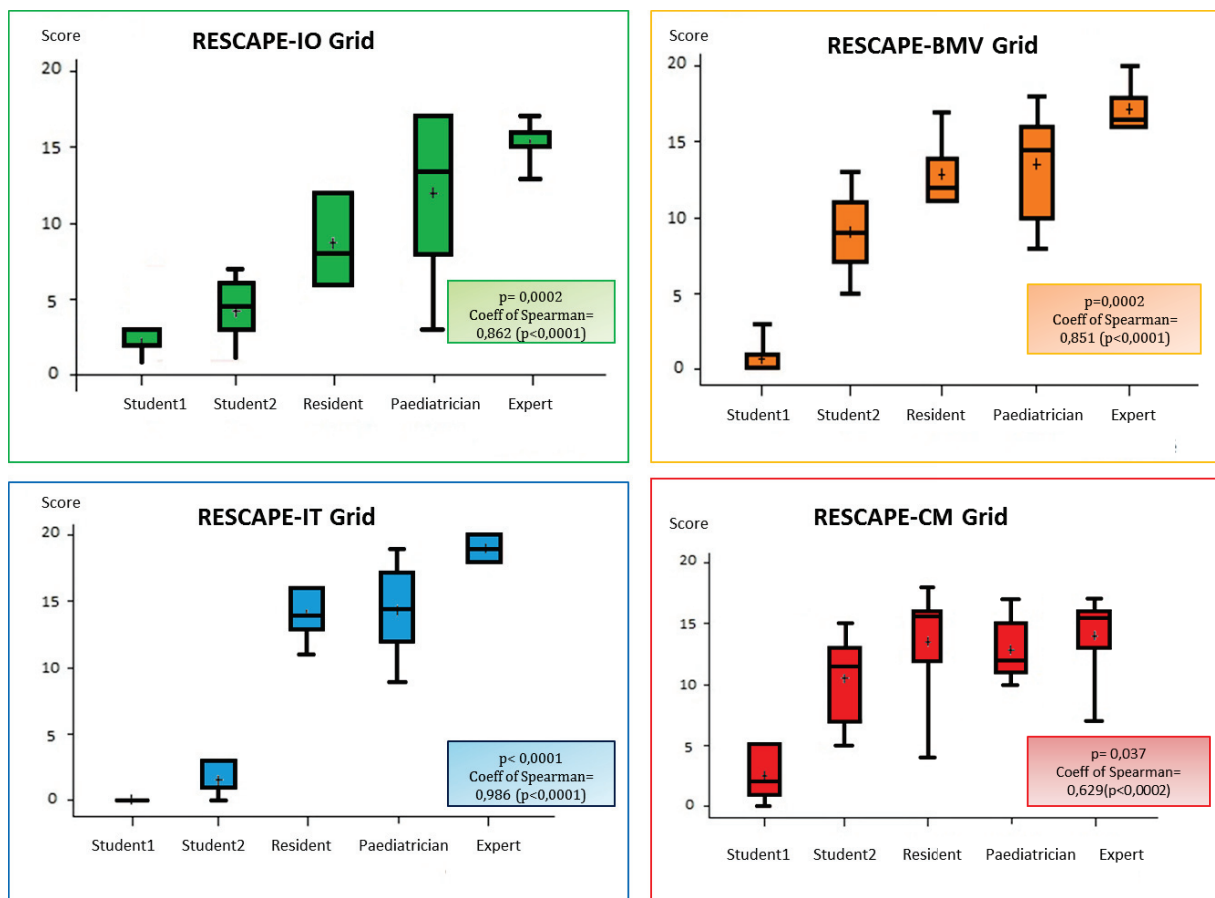 Score
RESCAPE-IO Grid
20
15
10
5
0
p= 0,0002
Coeff of Spearman=
0,862 (p<0,0001)
Student1 Student2 Resident Paediatrician Expert
Score
RESCAPE-BMV Grid
20
15
10
5
0
p=0,0002
Coeff of Spearman=
0,851 (p<0,0001)
Student1 Student2 Resident Paediatrician Expert
Score
RESCAPE-IT Grid
20
15
10
5
0
p< 0,0001
Coeff of Spearman=
0,986 (p<0,0001)
Student1 Student2 Resident Paediatrician Expert
Score
RESCAPE-CM Grid
20
15
10
5
0
p= 0,037
Coeff of Spearman=
0,629(p<0,0002)
Student1 Student2 Resident Paediatrician Expert